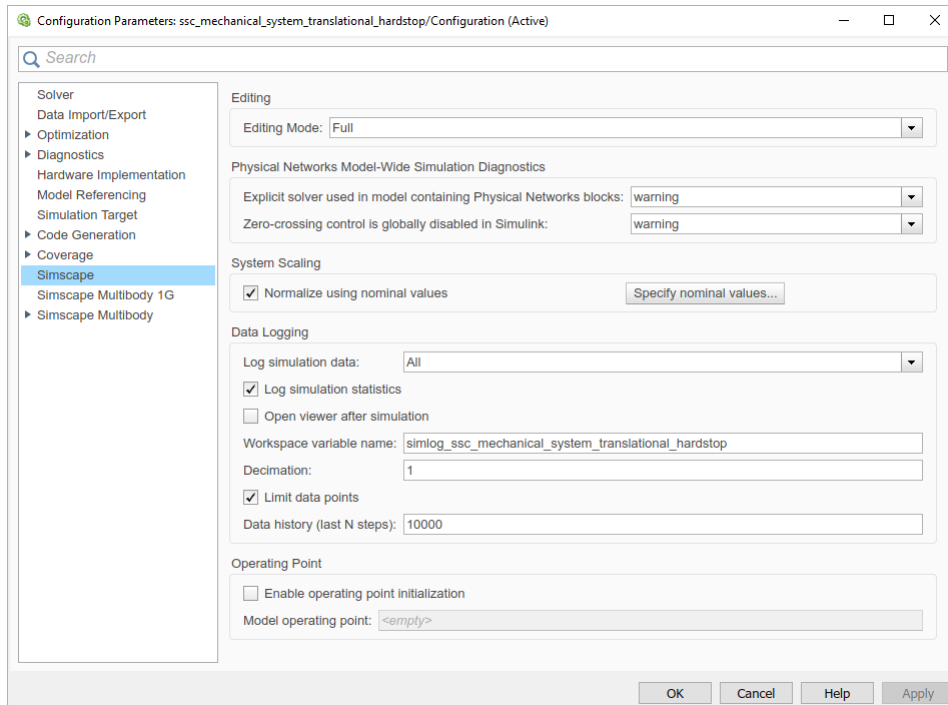 Configuration Parameters: ssc_mechanical_system_translational_hardstop/Configuration (Active)
Search
Solver
Data Import/Export
Optimization
Diagnostics
Hardware Implementation
Model Referencing
Simulation Target
Code Generation
Coverage
Simscape
Simscape Multibody 1G
Simscape Multibody
Editing
Editing Mode: Full
Physical Networks Model-Wide Simulation Diagnostics
Explicit solver used in model containing Physical Networks blocks: warning
Zero-crossing control is globally disabled in Simulink: warning
System Scaling
Normalize using nominal values Specify nominal values...
Data Logging
Log simulation data: All
Log simulation statistics
Open viewer after simulation
Workspace variable name: simlog_ssc_mechanical_system_translational_hardstop
Decimation: 1
Limit data points
Data history (last N steps): 10000
Operating Point
Enable operating point initialization
Model operating point: <empty>
OK Cancel Help Apply